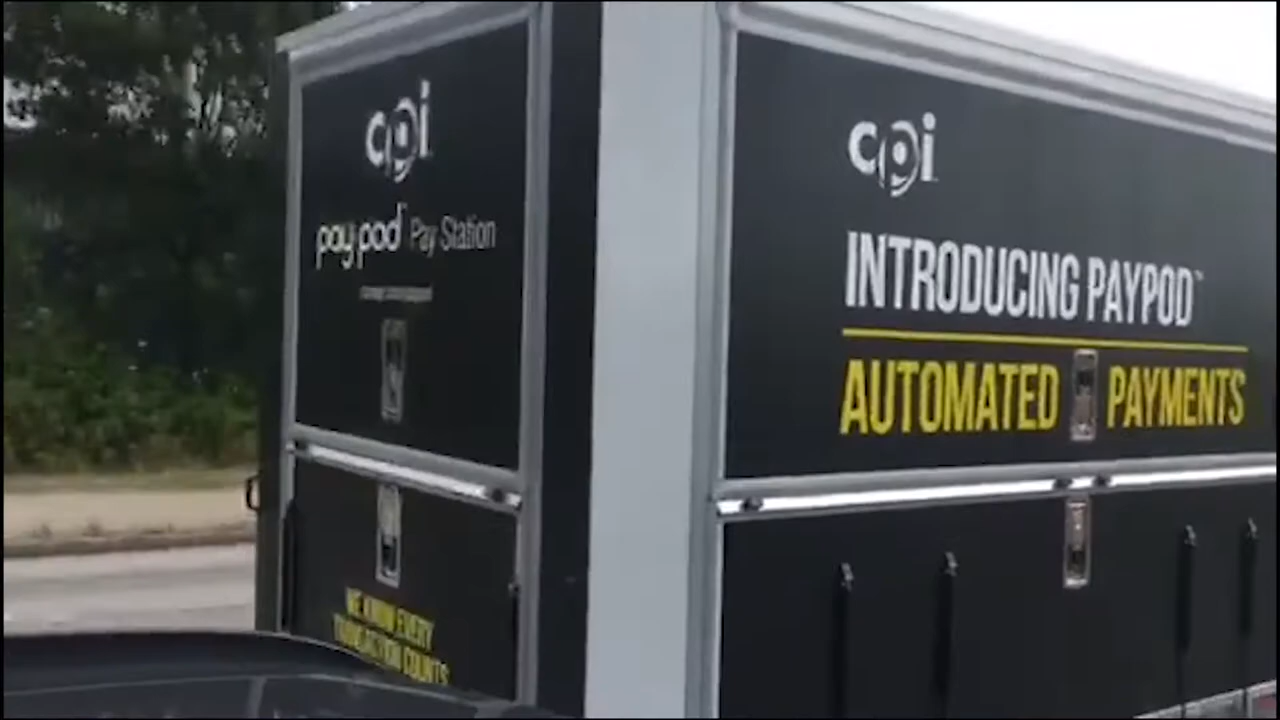 cpi
paypod Pay Station
WE KNOW EVERY
TRANSACTION COUNTS
cpi
INTRODUCING PAYPOD™
AUTOMATED PAYMENTS